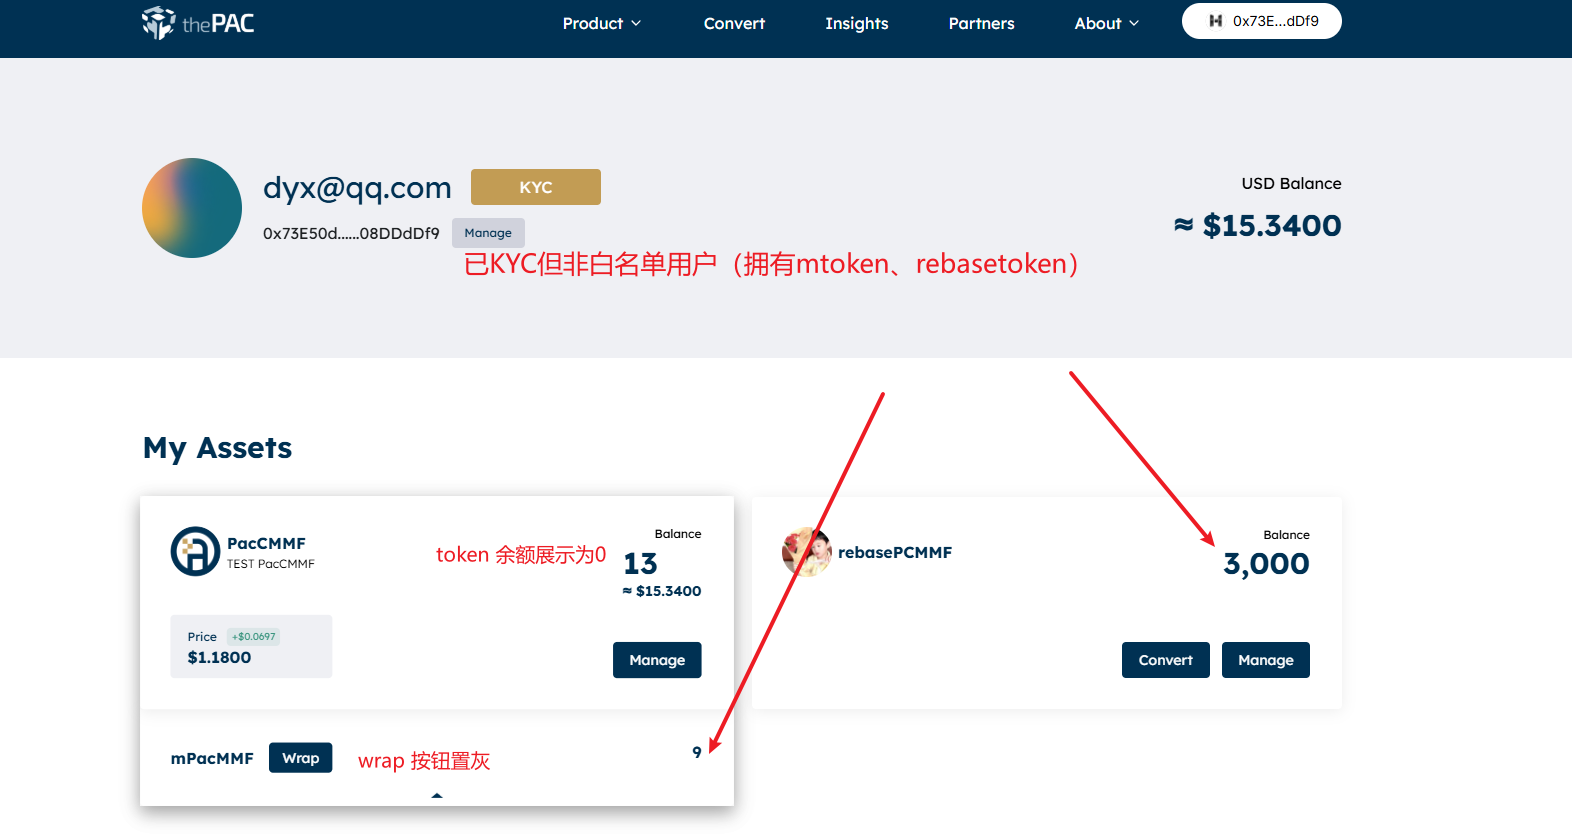 thePAC
Product
Convert
Insights
Partners
About
0x73E...dDf9
dyx@qq.com
KYC
0x73E50d......08DDdDf9
Manage
USD Balance
≈ $15.3400
已KYC但非白名单用户（拥有mtoken、rebasetoken）
My Assets
PacCMMF
TEST PacCMMF
token 余额展示为0
Balance
13
≈ $15.3400
Price +$0.0697
$1.1800
Manage
mPacMMF
Wrap
wrap 按钮置灰
9
rebasePCMMF
Balance
3,000
Convert
Manage